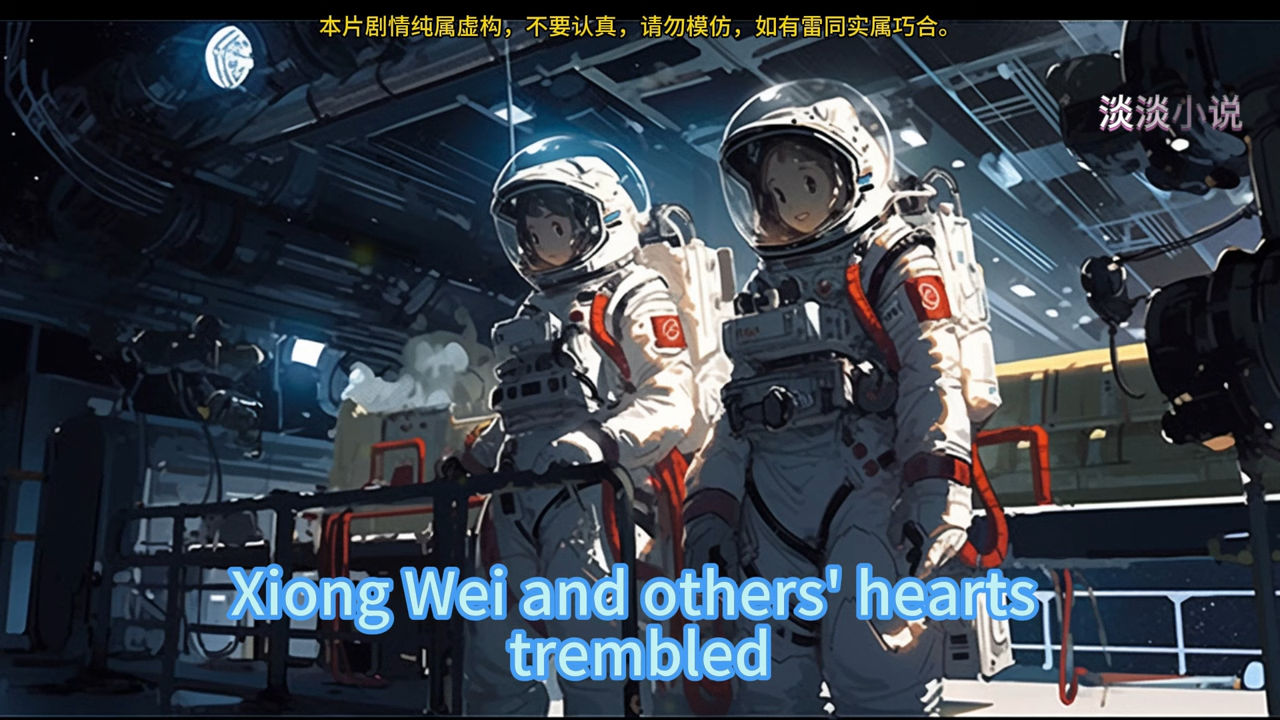 本片剧情纯属虚构，不要认真，请勿模仿，如有雷同实属巧合。
淡淡小说
Xiong Wei and others' hearts
trembled